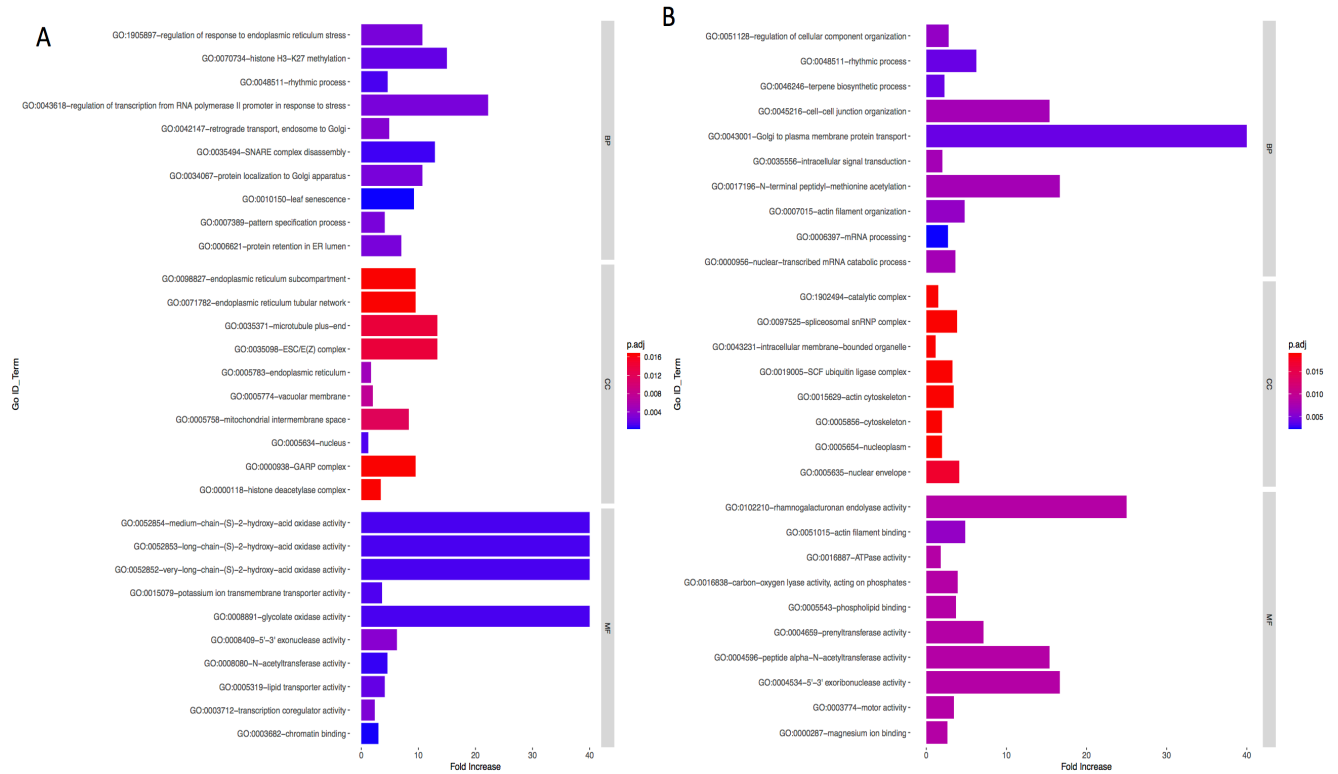 A
GO:1905897−regulation of response to endoplasmic reticulum stress
GO:0070734−histone H3−K27 methylation
GO:0048511−rhythmic process
GO:0043618−regulation of transcription from RNA polymerase II promoter in response to stress
GO:0042147−retrograde transport, endosome to Golgi
GO:0035494−SNARE complex disassembly
GO:0034067−protein localization to Golgi apparatus
GO:0010150−leaf senescence
GO:0007389−pattern specification process
GO:0006621−protein retention in ER lumen
BP
GO:0098827−endoplasmic reticulum subcompartment
GO:0071782−endoplasmic reticulum tubular network
GO:0035371−microtubule plus−end
GO:0035098−ESC/E(Z) complex
GO:0005783−endoplasmic reticulum
GO:0005774−vacuolar membrane
GO:0005758−mitochondrial intermembrane space
GO:0005634−nucleus
GO:0000938−GARP complex
GO:0000118−histone deacetylase complex
CC
GO:0052854−medium−chain−(S)−2−hydroxy−acid oxidase activity
GO:0052853−long−chain−(S)−2−hydroxy−acid oxidase activity
GO:0052852−very−long−chain−(S)−2−hydroxy−acid oxidase activity
GO:0015079−potassium ion transmembrane transporter activity
GO:0008891−glycolate oxidase activity
GO:0008409−5'−3' exonuclease activity
GO:0008080−N−acetyltransferase activity
GO:0005319−lipid transporter activity
GO:0003712−transcription coregulator activity
GO:0003682−chromatin binding
MF
0 10 20 30 40
Fold Increase
Go ID_Term
p.adj
0.016
0.012
0.008
0.004
B
GO:0051128−regulation of cellular component organization
GO:0048511−rhythmic process
GO:0046246−terpene biosynthetic process
GO:0045216−cell−cell junction organization
GO:0043001−Golgi to plasma membrane protein transport
GO:0035556−intracellular signal transduction
GO:0017196−N−terminal peptidyl−methionine acetylation
GO:0007015−actin filament organization
GO:0006397−mRNA processing
GO:0000956−nuclear−transcribed mRNA catabolic process
BP
GO:1902494−catalytic complex
GO:0097525−spliceosomal snRNP complex
GO:0043231−intracellular membrane−bounded organelle
GO:0019005−SCF ubiquitin ligase complex
GO:0015629−actin cytoskeleton
GO:0005856−cytoskeleton
GO:0005654−nucleoplasm
GO:0005635−nuclear envelope
CC
GO:0102210−rhamnogalacturonan endolyase activity
GO:0051015−actin filament binding
GO:0016887−ATPase activity
GO:0016838−carbon−oxygen lyase activity, acting on phosphates
GO:0005543−phospholipid binding
GO:0004659−prenyltransferase activity
GO:0004596−peptide alpha−N−acetyltransferase activity
GO:0004534−5'−3' exoribonuclease activity
GO:0003774−motor activity
GO:0000287−magnesium ion binding
MF
0 10 20 30 40
Fold Increase
Go ID_Term
p.adj
0.015
0.010
0.005